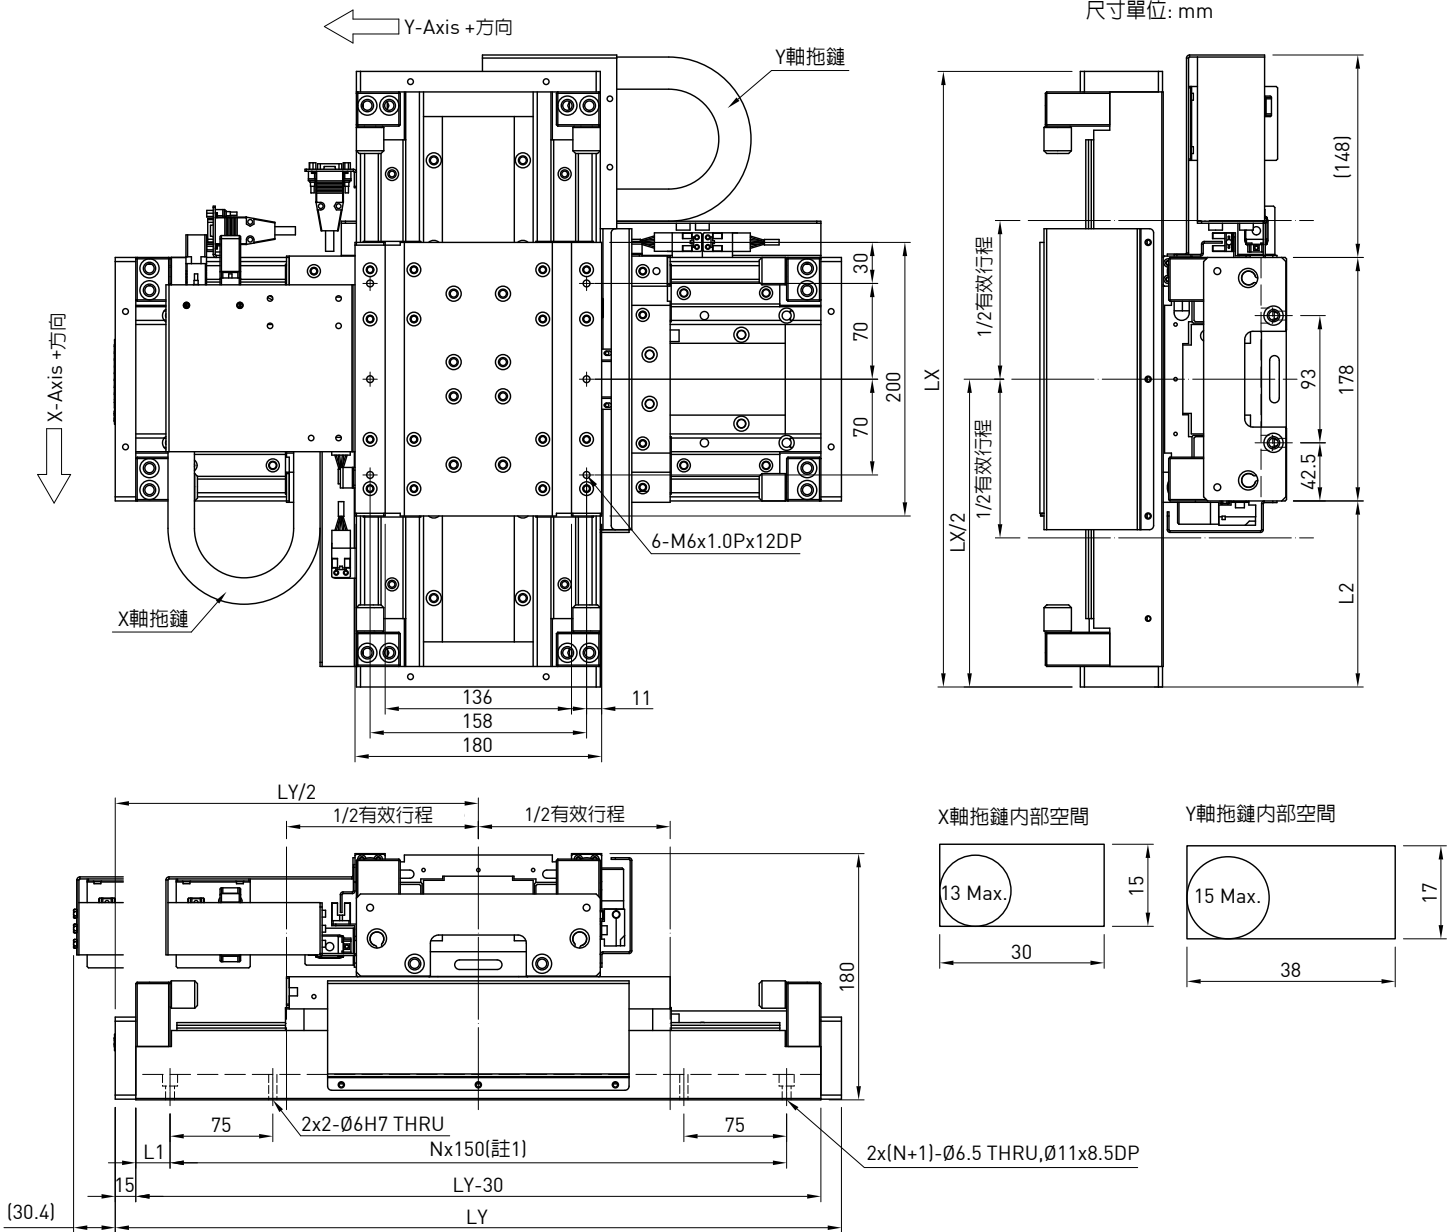 尺寸單位: mm
Y-Axis +方向
Y軸拖鏈
X-Axis +方向
X軸拖鏈
30
70
70
200
6-M6x1.0Px12DP
136
11
158
180
LX
LX/2
1/2有效行程
1/2有效行程
(148)
93
178
42.5
L2
LY/2
1/2有效行程
1/2有效行程
180
75
2x2-Ø6H7 THRU
75
L1
Nx150(註1)
2x(N+1)-Ø6.5 THRU,Ø11x8.5DP
15
LY-30
(30.4)
LY
X軸拖鏈內部空間
13 Max.
15
30
Y軸拖鏈內部空間
15 Max.
17
38